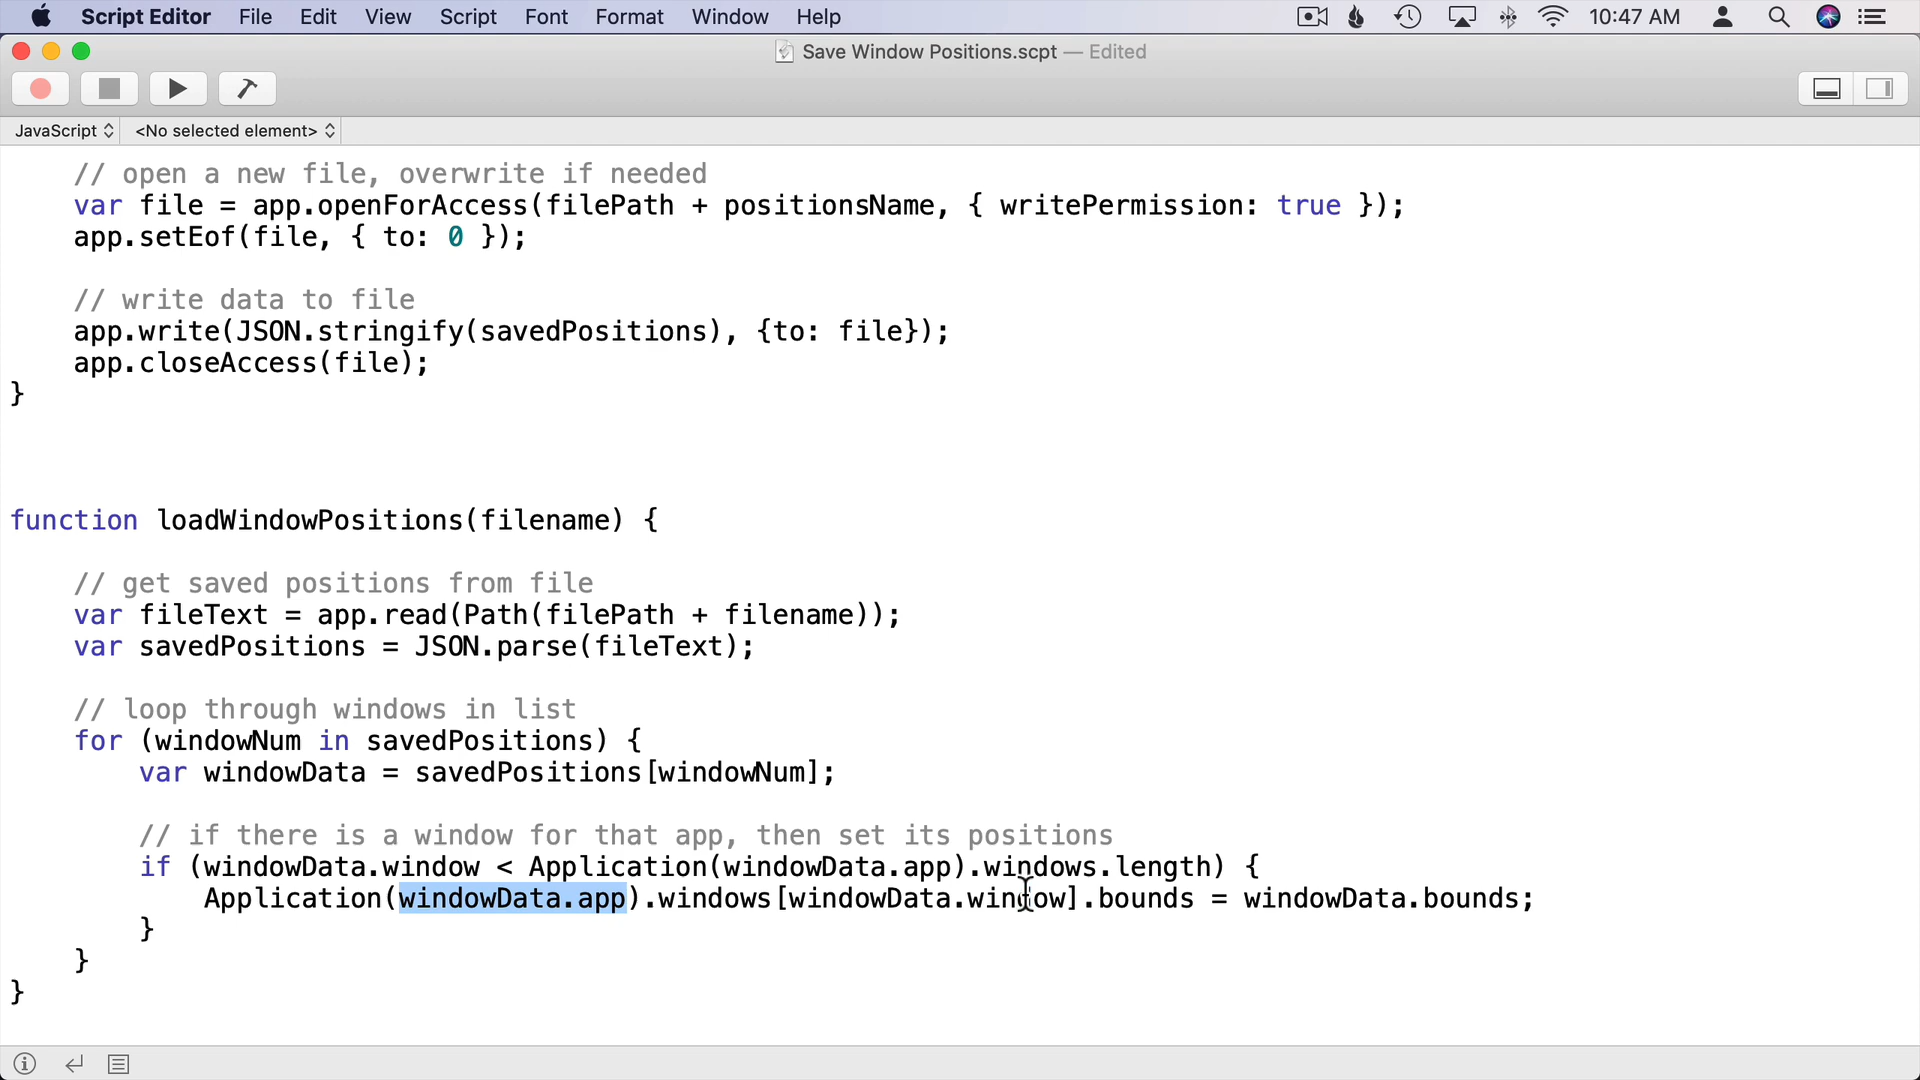 Script Editor File Edit View Script Font Format Window Help 10:47 AM
Save Window Positions.scpt — Edited
JavaScript <No selected element>
// open a new file, overwrite if needed
var file = app.openForAccess(filePath + positionsName, { writePermission: true });
app.setEof(file, { to: 0 });
// write data to file
app.write(JSON.stringify(savedPositions), {to: file});
app.closeAccess(file);
}
function loadWindowPositions(filename) {
// get saved positions from file
var fileText = app.read(Path(filePath + filename));
var savedPositions = JSON.parse(fileText);
// loop through windows in list
for (windowNum in savedPositions) {
var windowData = savedPositions[windowNum];
// if there is a window for that app, then set its positions
if (windowData.window < Application(windowData.app).windows.length) {
Application(windowData.app).windows[windowData.window].bounds = windowData.bounds;
}
}
}